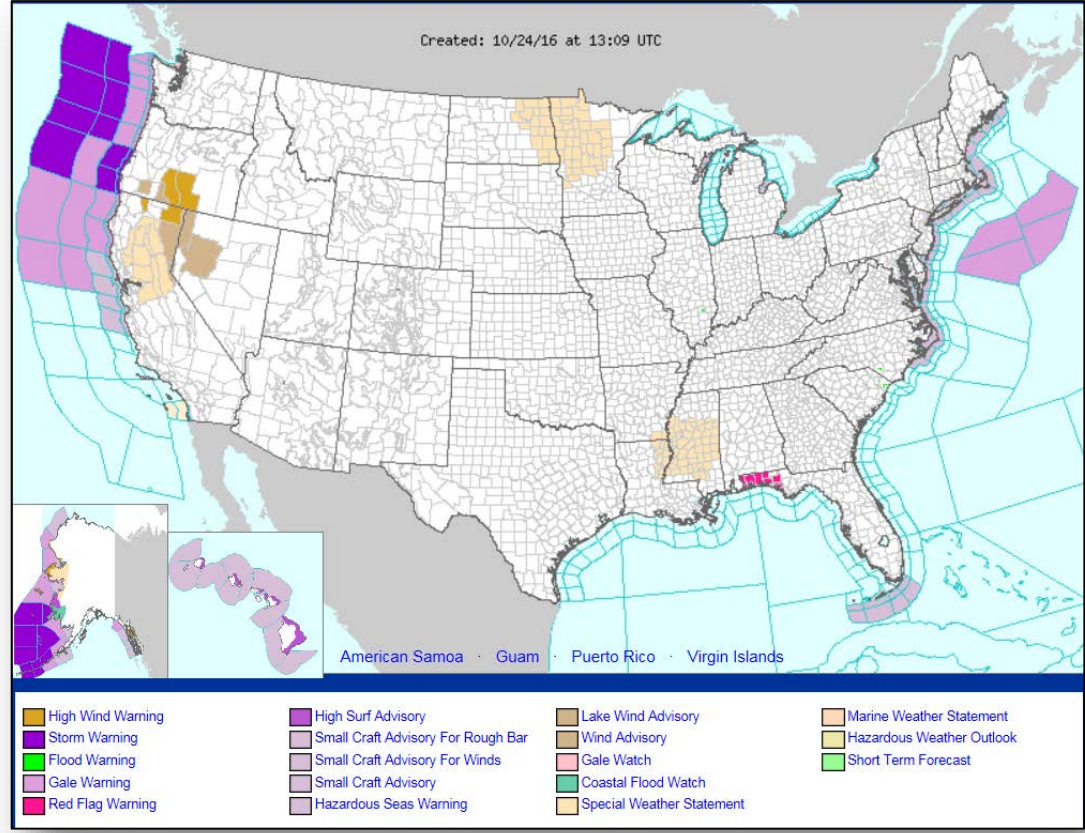 Created: 10/24/16 at 13:09 UTC
American Samoa · Guam · Puerto Rico · Virgin Islands
High Wind Warning
Storm Warning
Flood Warning
Gale Warning
Red Flag Warning
High Surf Advisory
Small Craft Advisory For Rough Bar
Small Craft Advisory For Winds
Small Craft Advisory
Hazardous Seas Warning
Lake Wind Advisory
Wind Advisory
Gale Watch
Coastal Flood Watch
Special Weather Statement
Marine Weather Statement
Hazardous Weather Outlook
Short Term Forecast